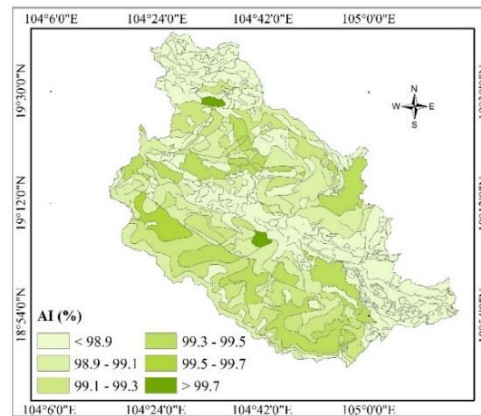 104°6'0"E 104°24'0"E 104°42'0"E 105°0'0"E
19°30'0"N
N
W E
S
19°12'0"N
18°54'0"N
AI (%)
< 98.9 99.3 - 99.5
98.9 - 99.1 99.5 - 99.7
99.1 - 99.3 > 99.7
104°6'0"E 104°24'0"E 104°42'0"E 105°0'0"E